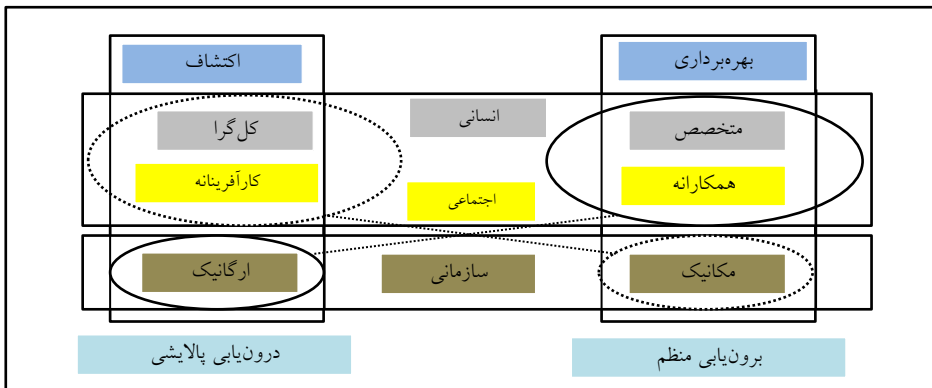 اکتشاف
بهره‌برداری
انسانی
کل‌گرا
متخصص
کارآفرینانه
اجتماعی
همکارانه
ارگانیک
سازمانی
مکانیک
درون‌یابی پالایشی
برون‌یابی منظم